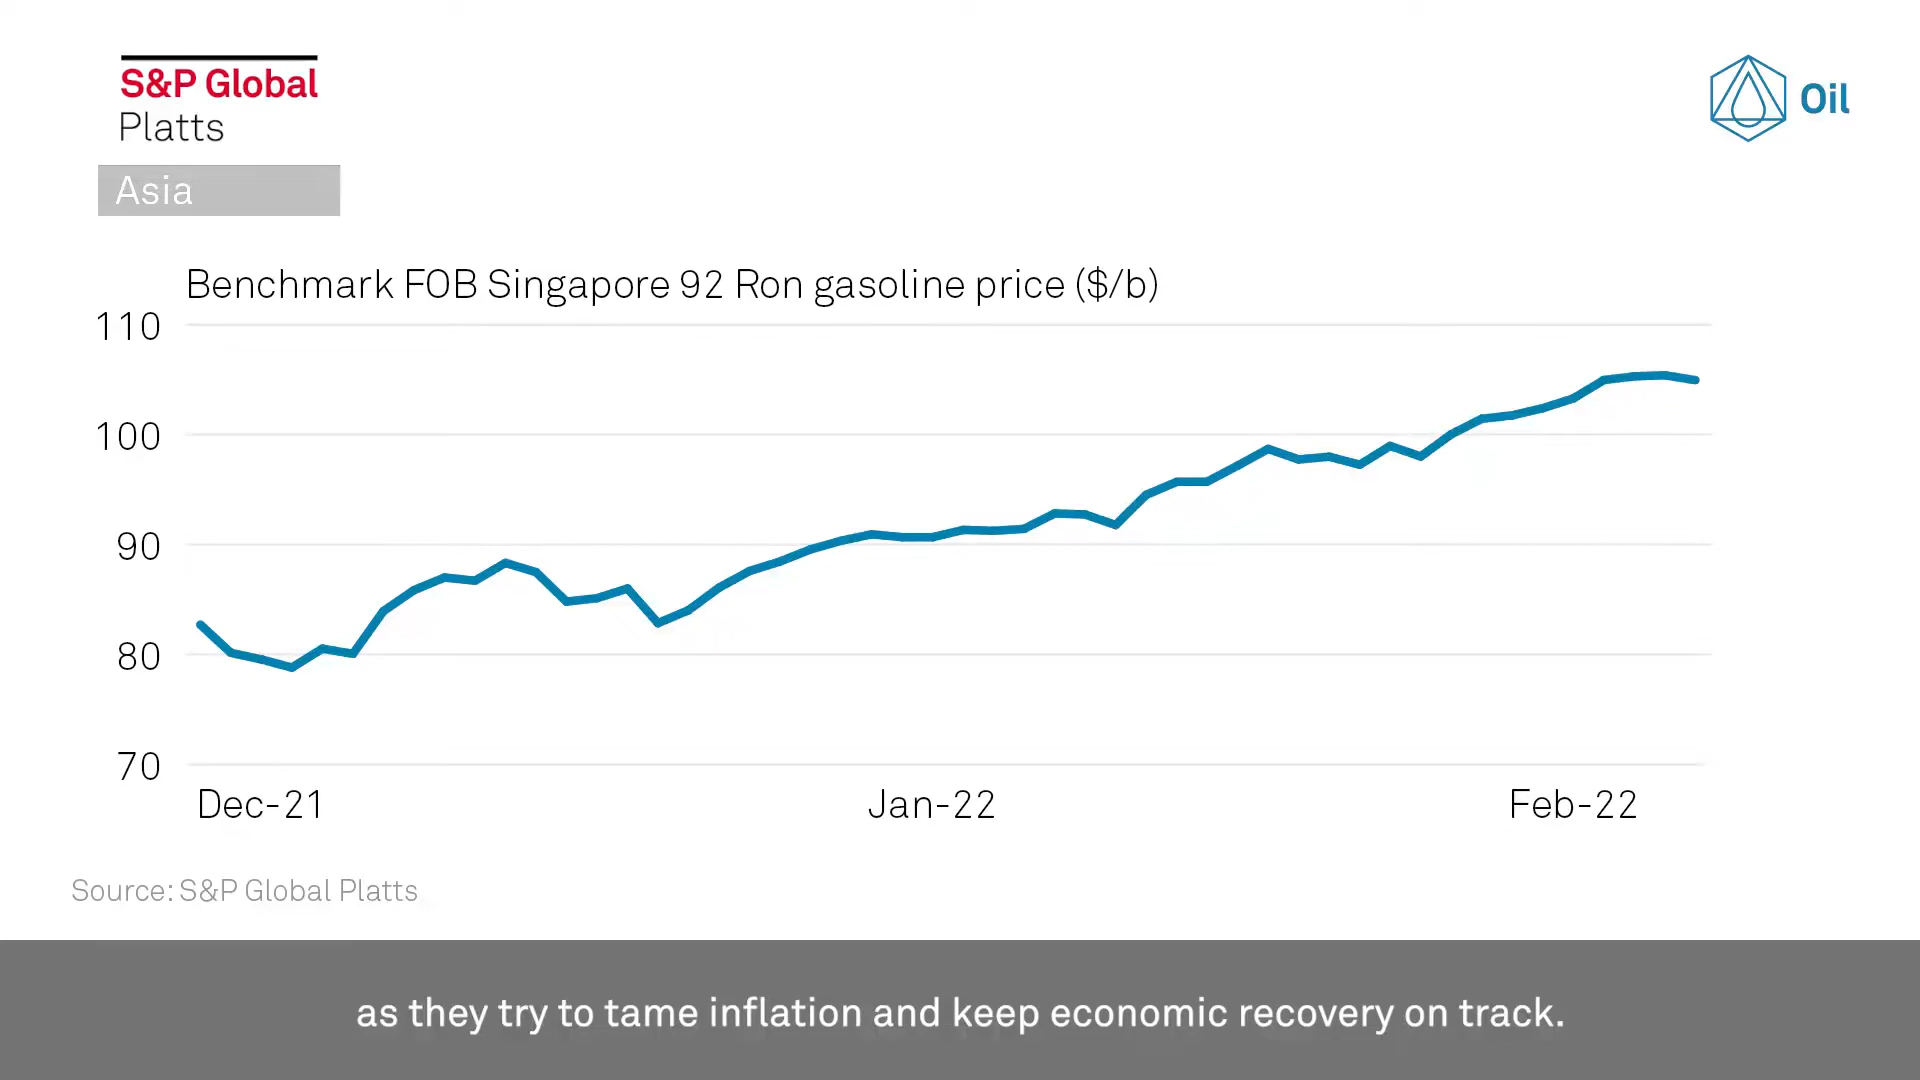 S&P Global
Platts
Oil
Asia
Benchmark FOB Singapore 92 Ron gasoline price ($/b)
110
100
90
80
70
Dec-21
Jan-22
Feb-22
Source: S&P Global Platts
as they try to tame inflation and keep economic recovery on track.